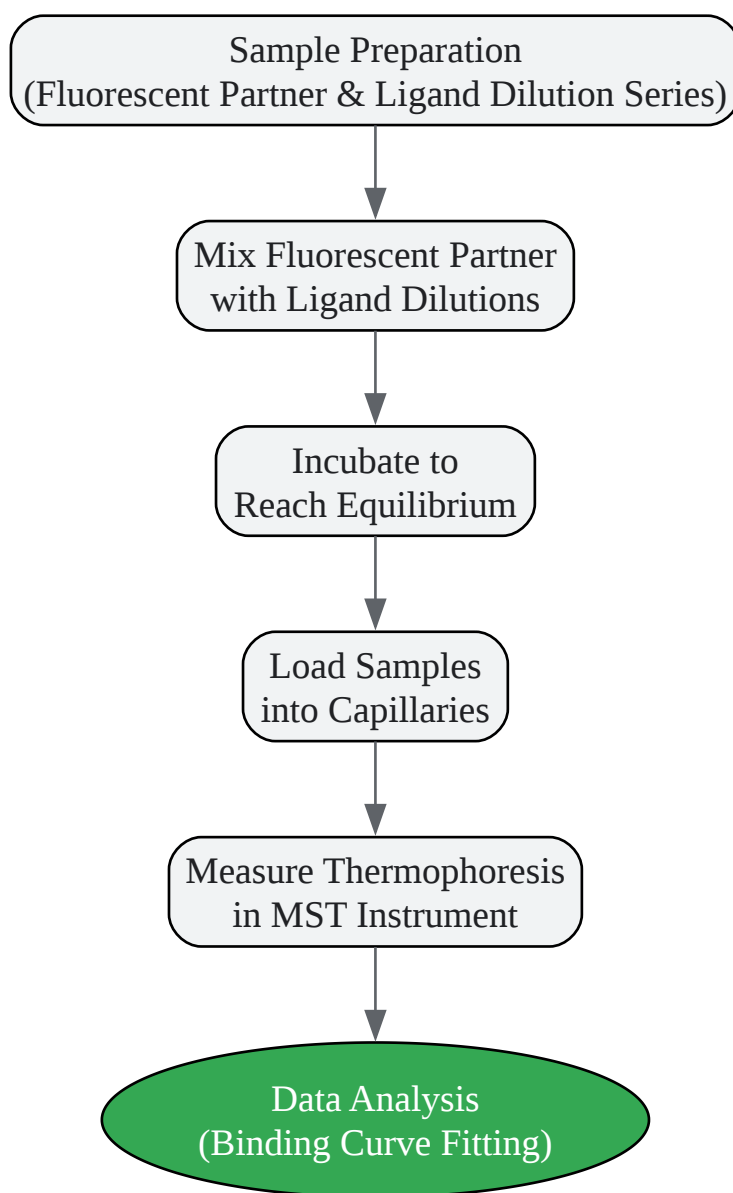 Sample Preparation
(Fluorescent Partner & Ligand Dilution Series)
Mix Fluorescent Partner
with Ligand Dilutions
Incubate to
Reach Equilibrium
Load Samples
into Capillaries
Measure Thermophoresis
in MST Instrument
Data Analysis
(Binding Curve Fitting)